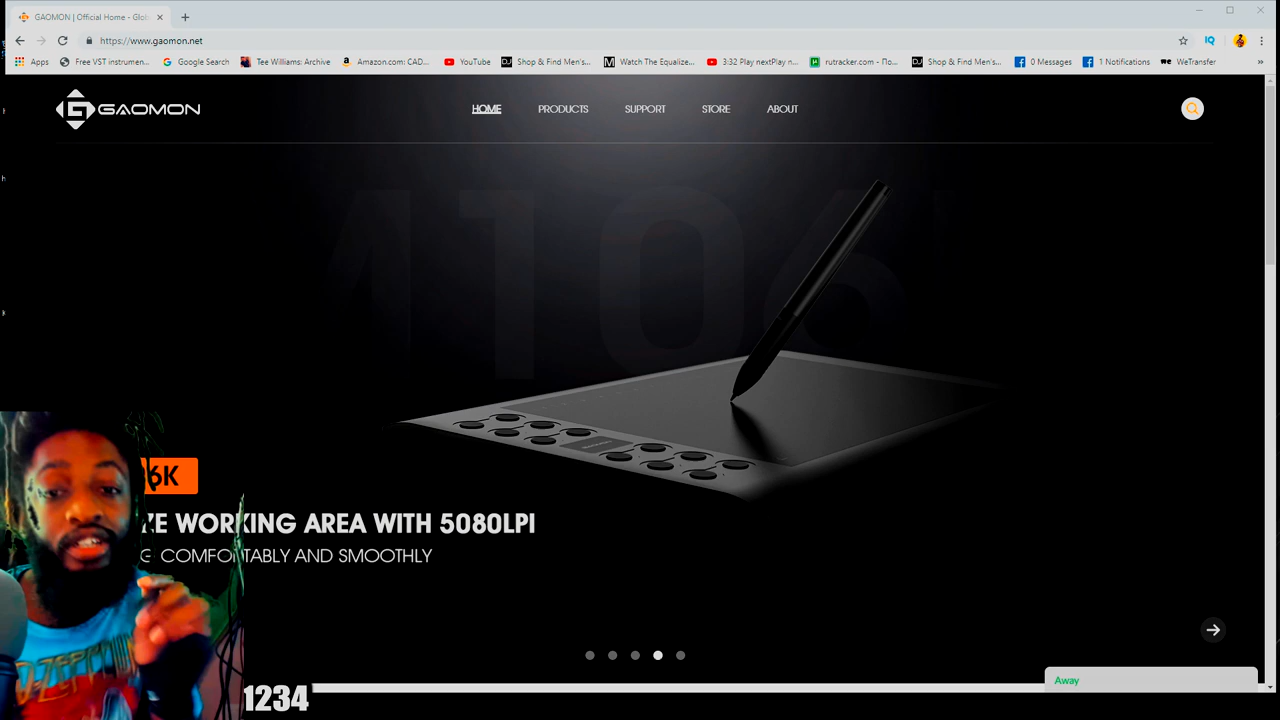 GAOMON | Official Home - Glob
https://www.gaomon.net
Apps Free VST instrumen... Google Search Tee Williams: Archive Amazon.com: CAD... YouTube Shop & Find Men's... Watch The Equalize... 3:32 Play nextPlay n... rutracker.com - По... Shop & Find Men's... 0 Messages 1 Notifications WeTransfer »
GAOMON HOME PRODUCTS SUPPORT STORE ABOUT
M106
6K
ZE WORKING AREA WITH 5080LPI
G COMFORTABLY AND SMOOTHLY
Away
1234